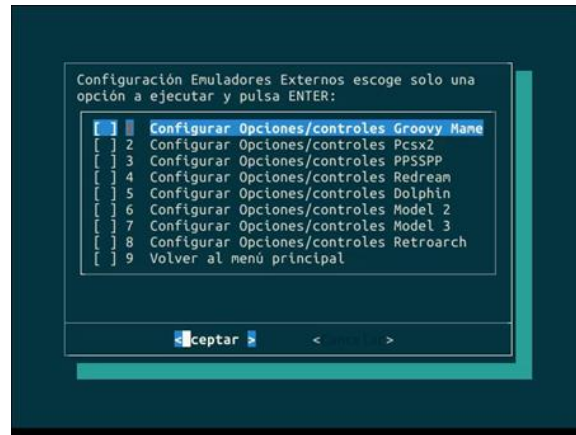 Configuración Emuladores Externos escoge solo una
opción a ejecutar y pulsa ENTER:
[ ] Configurar Opciones/controles Groovy Mame
[ ] 2 Configurar Opciones/controles Pcsx2
[ ] 3 Configurar Opciones/controles PPSSPP
[ ] 4 Configurar Opciones/controles Redream
[ ] 5 Configurar Opciones/controles Dolphin
[ ] 6 Configurar Opciones/controles Model 2
[ ] 7 Configurar Opciones/controles Model 3
[ ] 8 Configurar Opciones/controles Retroarch
[ ] 9 Volver al menú principal
< ceptar > <Cancelar>